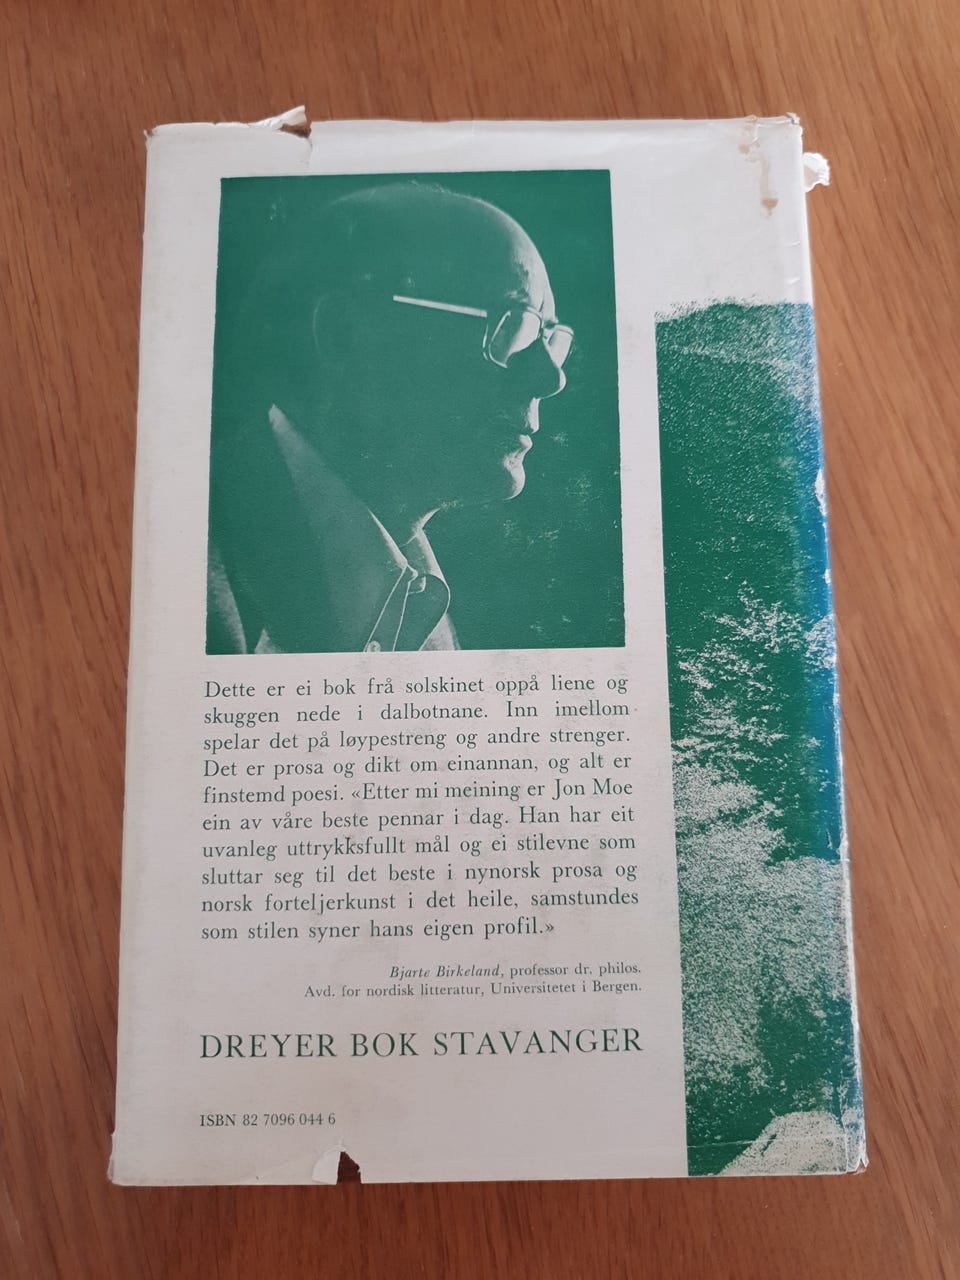 Dette er ei bok frå solskinet oppå liene og
skuggen nede i dalbotnane. Inn imellom
spelar det på løypestreng og andre strenger.
Det er prosa og dikt om einannan, og alt er
finstemd poesi. «Etter mi meining er Jon Moe
ein av våre beste pennar i dag. Han har eit
uvanleg uttrykksfullt mål og ei stilevne som
sluttar seg til det beste i nynorsk prosa og
norsk forteljerkunst i det heile, samstundes
som stilen syner hans eigen profil.»
Bjarte Birkeland, professor dr. philos.
Avd. for nordisk litteratur, Universitetet i Bergen.
DREYER BOK STAVANGER
ISBN 82 7096 044 6